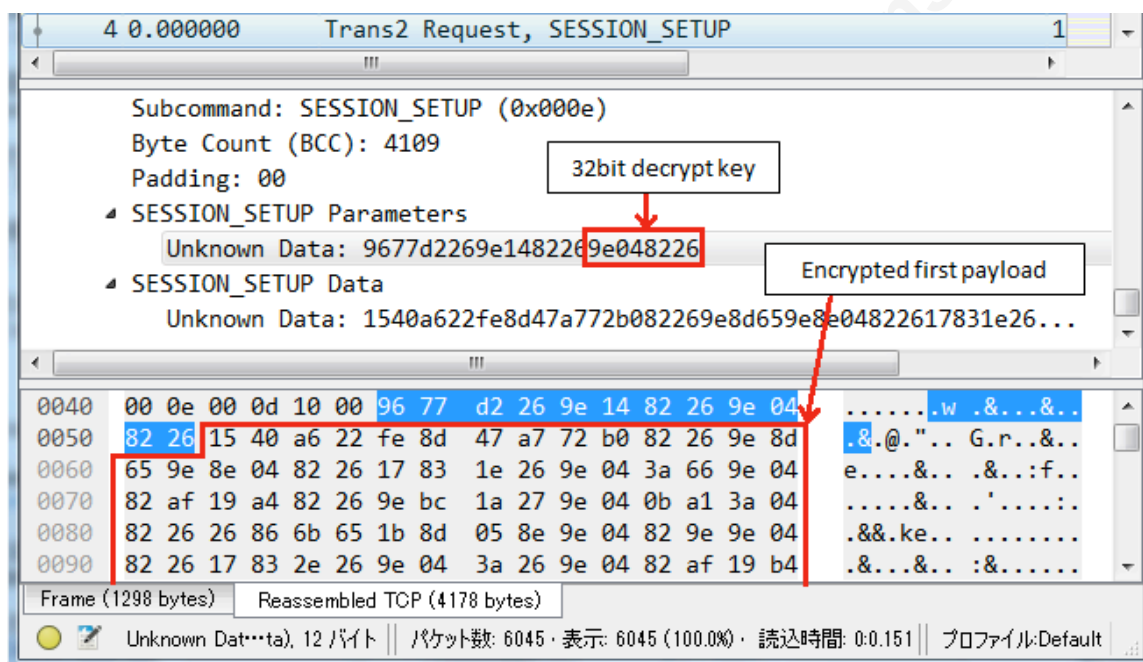 4 0.000000 Trans2 Request, SESSION_SETUP 1
Subcommand: SESSION_SETUP (0x000e)
Byte Count (BCC): 4109
32bit decrypt key
Padding: 00
SESSION_SETUP Parameters
Unknown Data: 9677d2269e1482269e048226
Encrypted first payload
SESSION_SETUP Data
Unknown Data: 1540a622fe8d47a772b082269e8d659e8e04822617831e26...
0040 00 0e 00 0d 10 00 96 77 d2 26 9e 14 82 26 9e 04 .......w .&...&..
0050 82 26 15 40 a6 22 fe 8d 47 a7 72 b0 82 26 9e 8d .&.@.".. G.r..&..
0060 65 9e 8e 04 82 26 17 83 1e 26 9e 04 3a 66 9e 04 e....&.. .&..:f..
0070 82 af 19 a4 82 26 9e bc 1a 27 9e 04 0b a1 3a 04 .....&.. .'....:.
0080 82 26 26 86 6b 65 1b 8d 05 8e 9e 04 82 9e 9e 04 .&&.ke.. ........
0090 82 26 17 83 2e 26 9e 04 3a 26 9e 04 82 af 19 b4 .&...&.. :&......
Frame (1298 bytes) Reassembled TCP (4178 bytes)
Unknown Dat⋯ta), 12 バイト || パケット数: 6045 · 表示: 6045 (100.0%) · 読込時間: 0:0.151 || プロファイル:Default